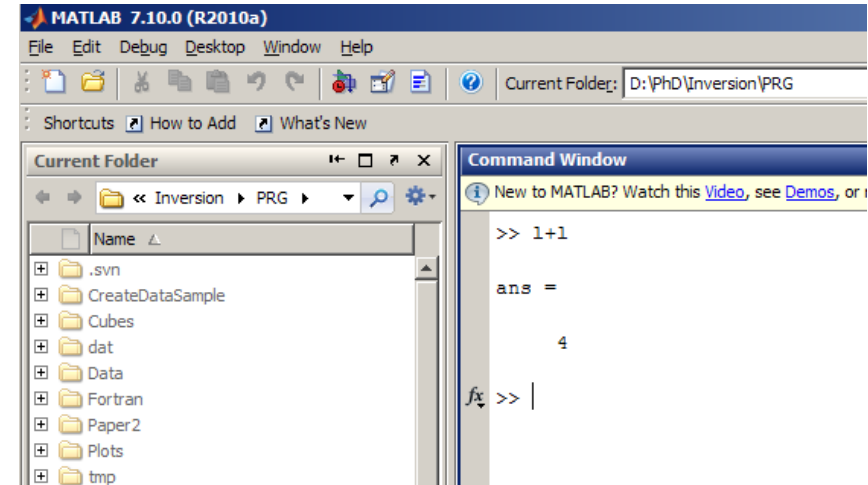 MATLAB 7.10.0 (R2010a)
File Edit Debug Desktop Window Help
Current Folder: D:\PhD\Inversion\PRG
Shortcuts How to Add What's New
Current Folder
« Inversion PRG
Name
.svn
CreateDataSample
Cubes
dat
Data
Fortran
Paper2
Plots
tmp
Command Window
New to MATLAB? Watch this Video, see Demos, or
>> 1+1
ans =
4
fx >>